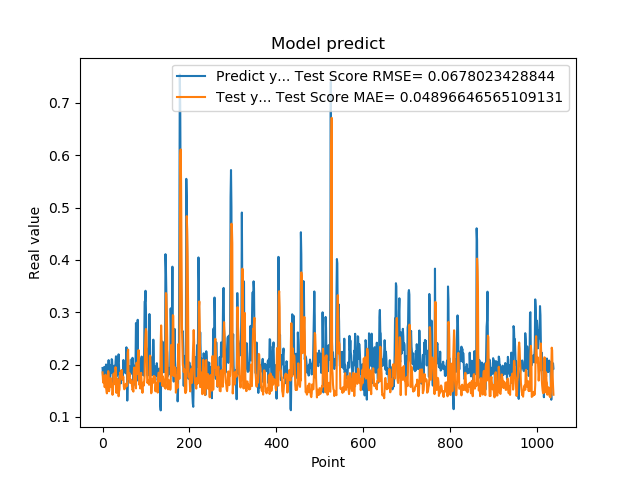 Model predict
Predict y... Test Score RMSE= 0.0678023428844
Test y... Test Score MAE= 0.04896646565109131
Real value
0.7
0.6
0.5
0.4
0.3
0.2
0.1
0
200
400
600
800
1000
Point